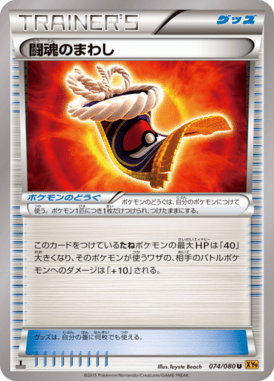 TRAINER'S グッズ
闘魂のまわし
ポケモンのどうぐ
ポケモンのどうぐは、自分のポケモンにつけて
使う。ポケモン1匹につき1枚だけつけられ、つけたままにする。
このカードをつけているたねポケモンの最大HPは「40」
大きくなり、そのポケモンが使うワザの、相手のバトルポケ
モンへのダメージは「+10」される。
グッズは、自分の番に何枚でも使える。
Illus. Toyste Beach 074/080 U XY
©2015 Pokémon/Nintendo/Creatures/GAME FREAK.